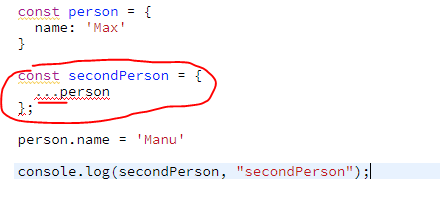 const person = {
name: 'Max'
}
const secondPerson = {
...person
};
person.name = 'Manu'
console.log(secondPerson, "secondPerson");